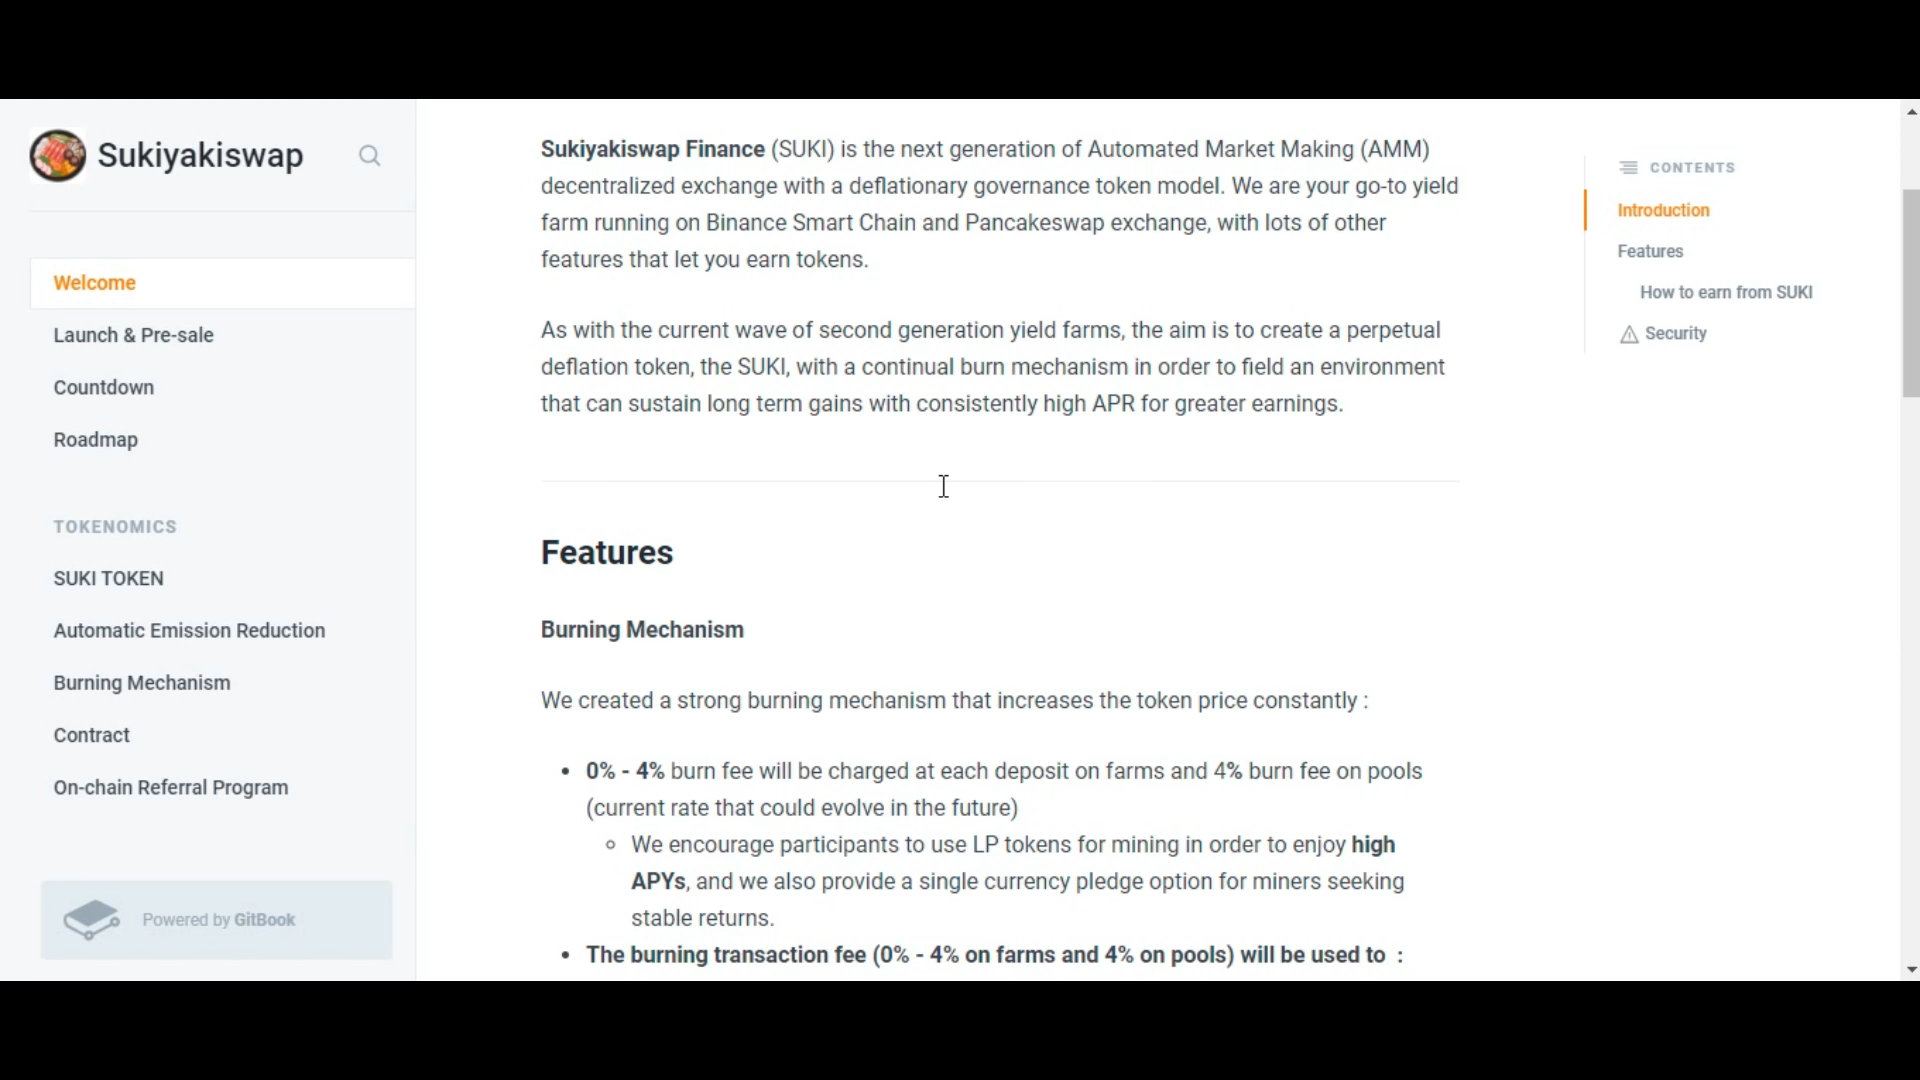 Sukiyakiswap
Welcome
Launch & Pre-sale
Countdown
Roadmap
TOKENOMICS
SUKI TOKEN
Automatic Emission Reduction
Burning Mechanism
Contract
On-chain Referral Program
Powered by GitBook
Sukiyakiswap Finance (SUKI) is the next generation of Automated Market Making (AMM)
decentralized exchange with a deflationary governance token model. We are your go-to yield
farm running on Binance Smart Chain and Pancakeswap exchange, with lots of other
features that let you earn tokens.
As with the current wave of second generation yield farms, the aim is to create a perpetual
deflation token, the SUKI, with a continual burn mechanism in order to field an environment
that can sustain long term gains with consistently high APR for greater earnings.
Features
Burning Mechanism
We created a strong burning mechanism that increases the token price constantly :
• 0% - 4% burn fee will be charged at each deposit on farms and 4% burn fee on pools
(current rate that could evolve in the future)
◦ We encourage participants to use LP tokens for mining in order to enjoy high
APYs, and we also provide a single currency pledge option for miners seeking
stable returns.
• The burning transaction fee (0% - 4% on farms and 4% on pools) will be used to :
CONTENTS
Introduction
Features
How to earn from SUKI
Security